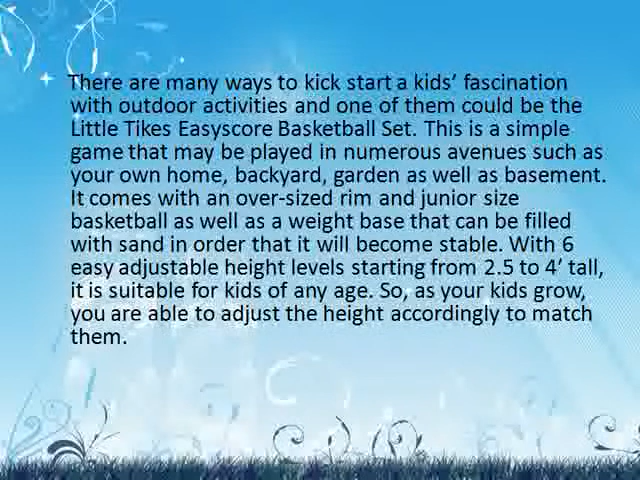 There are many ways to kick start a kids’ fascination
with outdoor activities and one of them could be the
Little Tikes Easyscore Basketball Set. This is a simple
game that may be played in numerous avenues such as
your own home, backyard, garden as well as basement.
It comes with an over-sized rim and junior size
basketball as well as a weight base that can be filled
with sand in order that it will become stable. With 6
easy adjustable height levels starting from 2.5 to 4’ tall,
it is suitable for kids of any age. So, as your kids grow,
you are able to adjust the height accordingly to match
them.